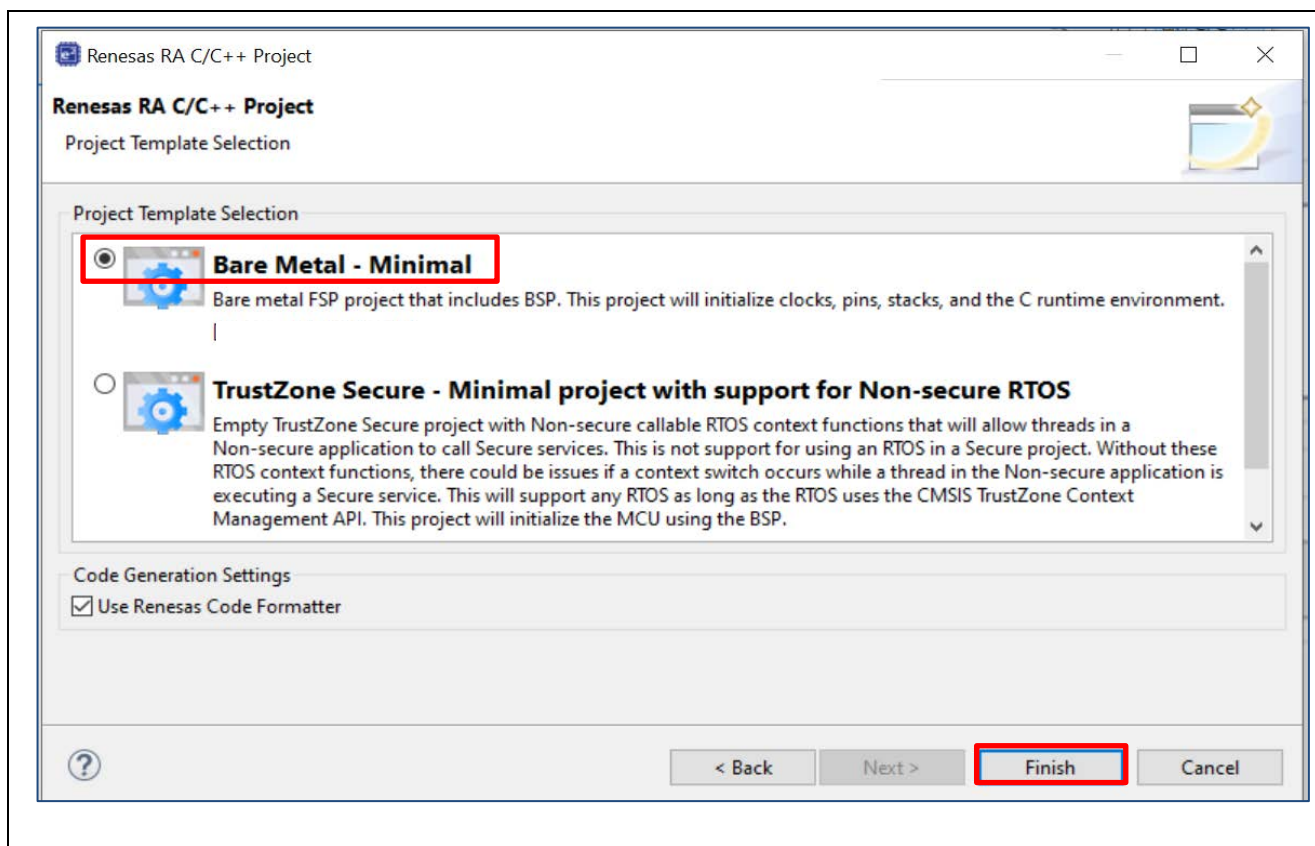 Renesas RA C/C++ Project
Renesas RA C/C++ Project
Project Template Selection
Project Template Selection
Bare Metal - Minimal
Bare metal FSP project that includes BSP. This project will initialize clocks, pins, stacks, and the C runtime environment.
TrustZone Secure - Minimal project with support for Non-secure RTOS
Empty TrustZone Secure project with Non-secure callable RTOS context functions that will allow threads in a
Non-secure application to call Secure services. This is not support for using an RTOS in a Secure project. Without these
RTOS context functions, there could be issues if a context switch occurs while a thread in the Non-secure application is
executing a Secure service. This will support any RTOS as long as the RTOS uses the CMSIS TrustZone Context
Management API. This project will initialize the MCU using the BSP.
Code Generation Settings
Use Renesas Code Formatter
? < Back Next > Finish Cancel